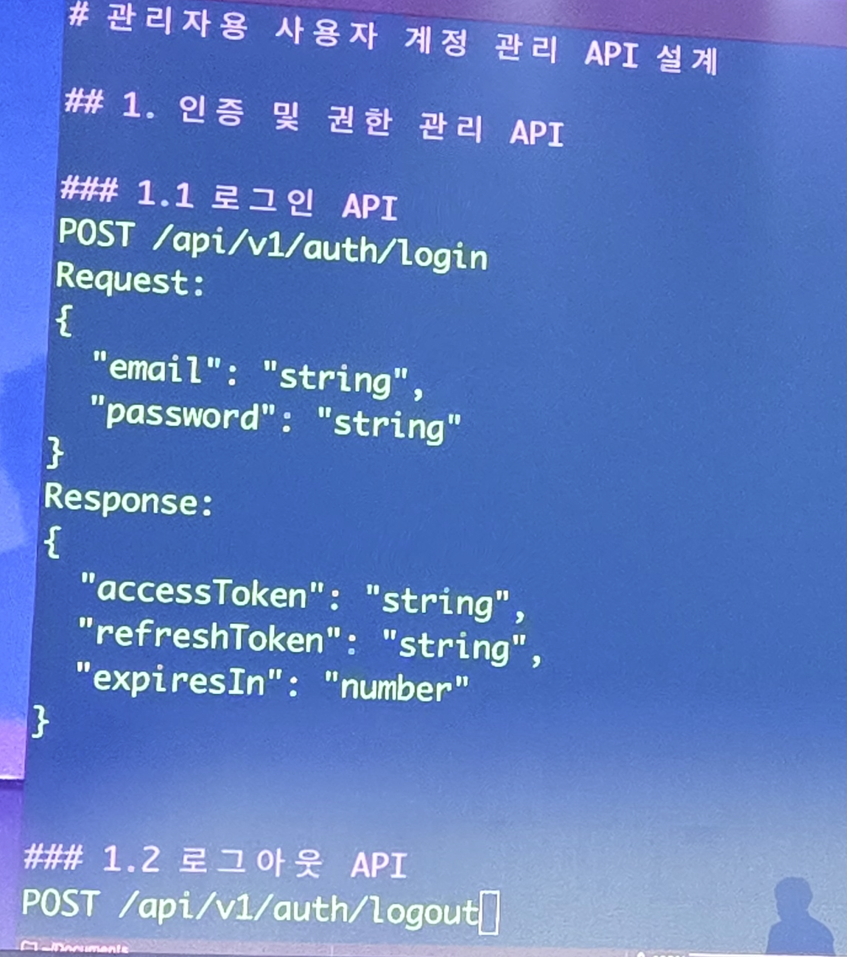 # 관리자용 사용자 계정 관리 API 설계
## 1. 인증 및 권한 관리 API
### 1.1 로그인 API
POST /api/v1/auth/login
Request:
{
  "email": "string",
  "password": "string"
}
Response:
{
  "accessToken": "string",
  "refreshToken": "string",
  "expiresIn": "number"
}
### 1.2 로그아웃 API
POST /api/v1/auth/logout
~/Documents